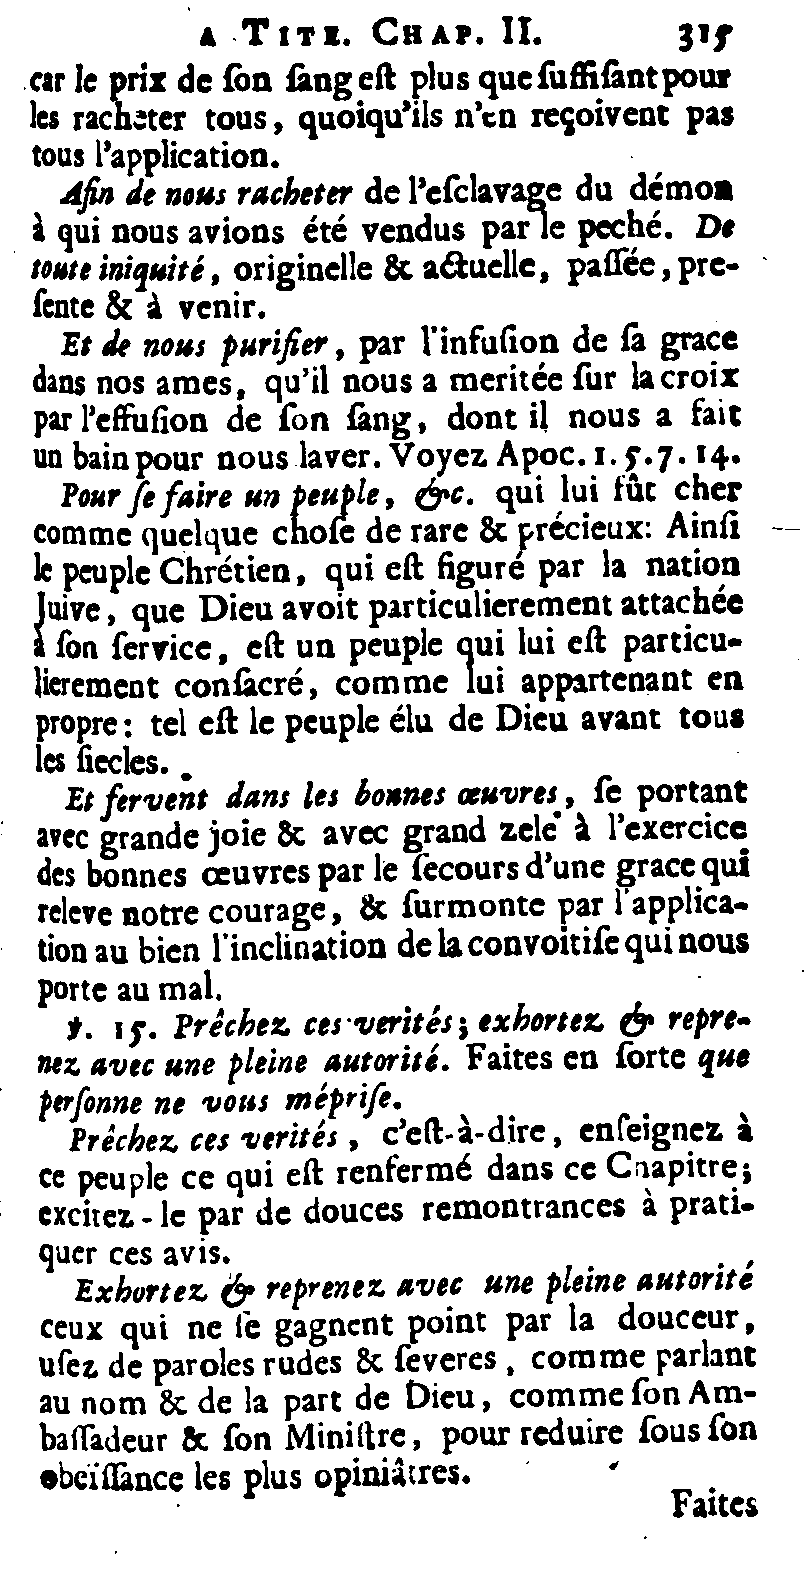 A TITE. CHAP. II. 315
car le prix de ſon ſang eſt plus que ſuffiſant pour
les racheter tous, quoiqu'ils n'en reçoivent pas
tous l'application.
Afin de nous racheter de l'eſclavage du démon
à qui nous avions été vendus par le peché. De
toute iniquité, originelle & actuelle, paſſée, pre-
ſente & à venir.
Et de nous purifier, par l'infuſion de ſa grace
dans nos ames, qu'il nous a meritée ſur la croix
par l'effuſion de ſon ſang, dont il nous a fait
un bain pour nous laver. Voyez Apoc. 1. 5. 7. 14.
Pour ſe faire un peuple, &c. qui lui fût cher
comme quelque choſe de rare & précieux: Ainſi
le peuple Chrétien, qui eſt figuré par la nation
Juive, que Dieu avoit particulierement attachée
à ſon ſervice, eſt un peuple qui lui eſt particu-
lierement conſacré, comme lui appartenant en
propre: tel eſt le peuple élu de Dieu avant tous
les ſiecles.
Et fervent dans les bonnes œuvres, ſe portant
avec grande joie & avec grand zele à l'exercice
des bonnes œuvres par le ſecours d'une grace qui
releve notre courage, & ſurmonte par l'applica-
tion au bien l'inclination de la convoitiſe qui nous
porte au mal.
℣. 15. Prêchez ces verités; exhortez & repre-
nez avec une pleine autorité. Faites en ſorte que
perſonne ne vous mépriſe.
Prêchez ces verités, c'eſt-à-dire, enſeignez à
ce peuple ce qui eſt renfermé dans ce Chapitre;
excitez-le par de douces remontrances à prati-
quer ces avis.
Exhortez & reprenez avec une pleine autorité
ceux qui ne ſe gagnent point par la douceur,
uſez de paroles rudes & ſeveres, comme parlant
au nom & de la part de Dieu, comme ſon Am-
baſſadeur & ſon Miniſtre, pour reduire ſous ſon
obeïſſance les plus opiniâtres.
Faites